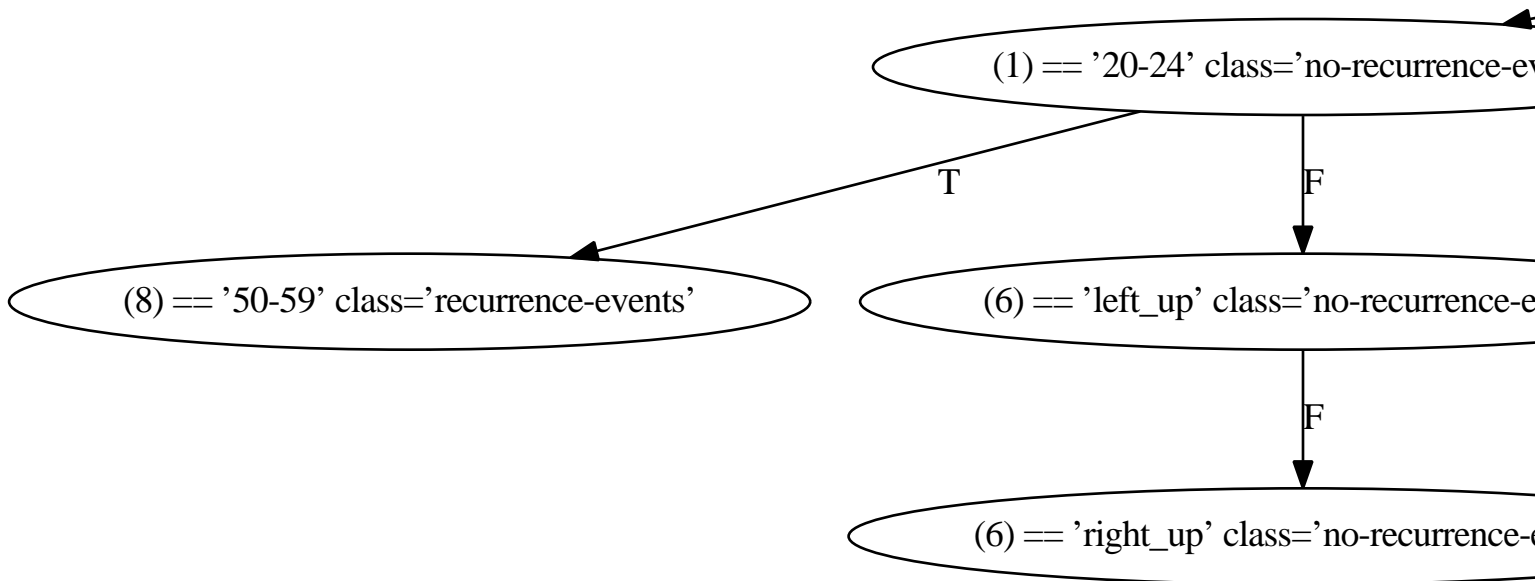 (1) == ’20-24’ class=’no-recurrence-ev
T
F
(8) == ’50-59’ class=’recurrence-events’
(6) == ’left_up’ class=’no-recurrence-e
F
(6) == ’right_up’ class=’no-recurrence-e